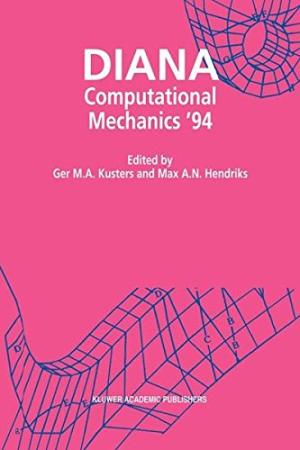 DIANA
Computational
Mechanics '94
Edited by
Ger M.A. Kusters and Max A.N. Hendriks
KLUWER ACADEMIC PUBLISHERS